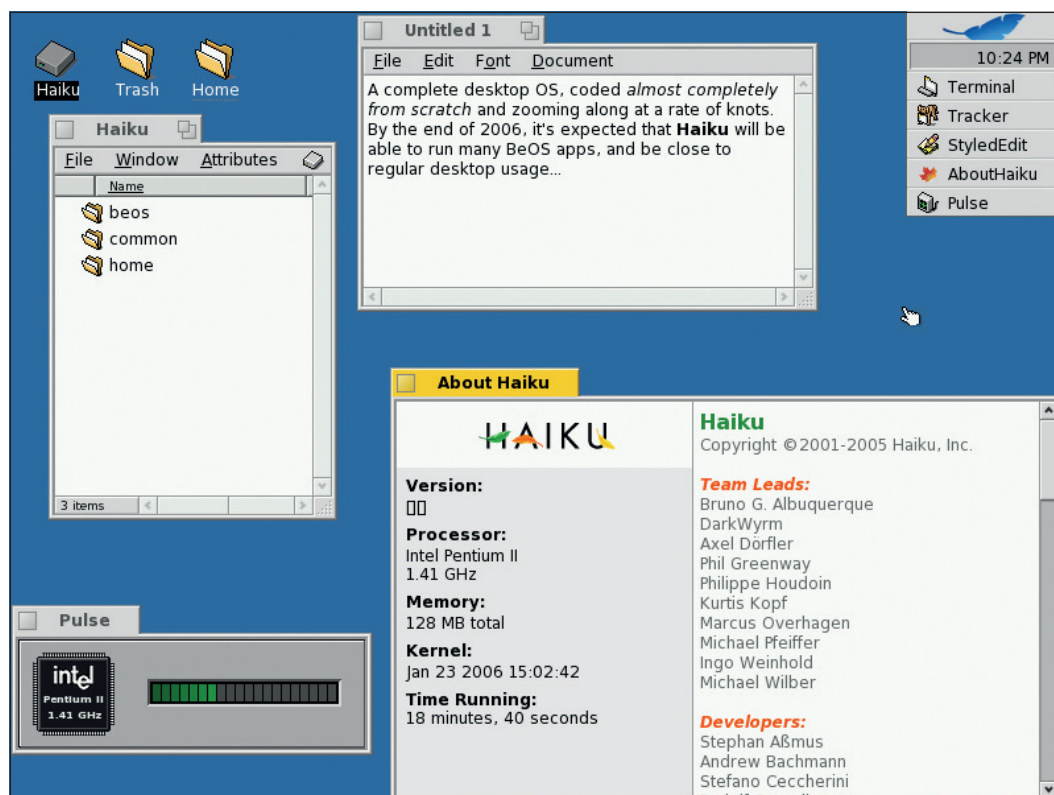 Haiku
Trash
Home
Haiku
File Window Attributes
Name
beos
common
home
3 items
Untitled 1
File Edit Font Document
A complete desktop OS, coded almost completely
from scratch and zooming along at a rate of knots.
By the end of 2006, it's expected that Haiku will be
able to run many BeOS apps, and be close to
regular desktop usage...
10:24 PM
Terminal
Tracker
StyledEdit
AboutHaiku
Pulse
About Haiku
HAIKU
Version:
Processor:
Intel Pentium II
1.41 GHz
Memory:
128 MB total
Kernel:
Jan 23 2006 15:02:42
Time Running:
18 minutes, 40 seconds
Haiku
Copyright ©2001-2005 Haiku, Inc.
Team Leads:
Bruno G. Albuquerque
DarkWyrm
Axel Dörfler
Phil Greenway
Philippe Houdoin
Kurtis Kopf
Marcus Overhagen
Michael Pfeiffer
Ingo Weinhold
Michael Wilber
Developers:
Stephan Aßmus
Andrew Bachmann
Stefano Ceccherini
Pulse
intel
Pentium II
1.41 GHz